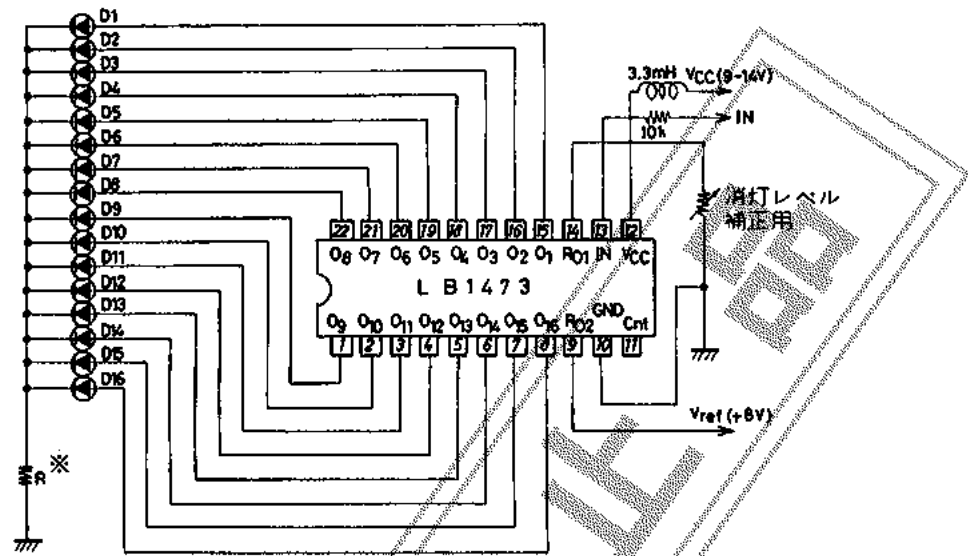 D1
D2
D3
D4
D5
D6
D7
D8
D9
D10
D11
D12
D13
D14
D15
D16
3.3mH VCC (9-14V)
IN
10k
消灯レベル
補正用
22 21 20 19 18 17 16 15 14 13 12
O8 O7 O6 O5 O4 O3 O2 O1 RO1 IN VCC
LB1473
O9 O10 O11 O12 O13 O14 O15 O16 RO2 GND Cnt
1 2 3 4 5 6 7 8 9 10 11
Vref (+8V)
R ※